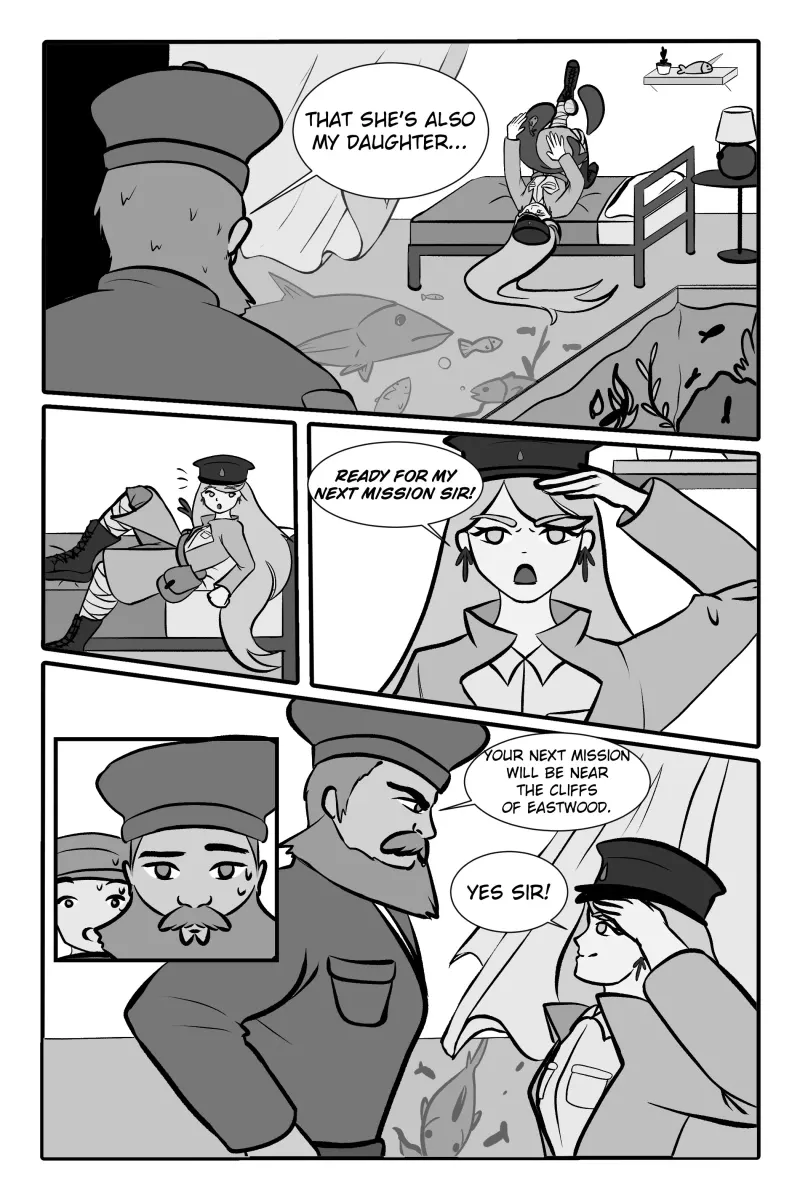 THAT SHE'S ALSO
MY DAUGHTER...
READY FOR MY
NEXT MISSION SIR!
YOUR NEXT MISSION
WILL BE NEAR
THE CLIFFS
OF EASTWOOD.
YES SIR!